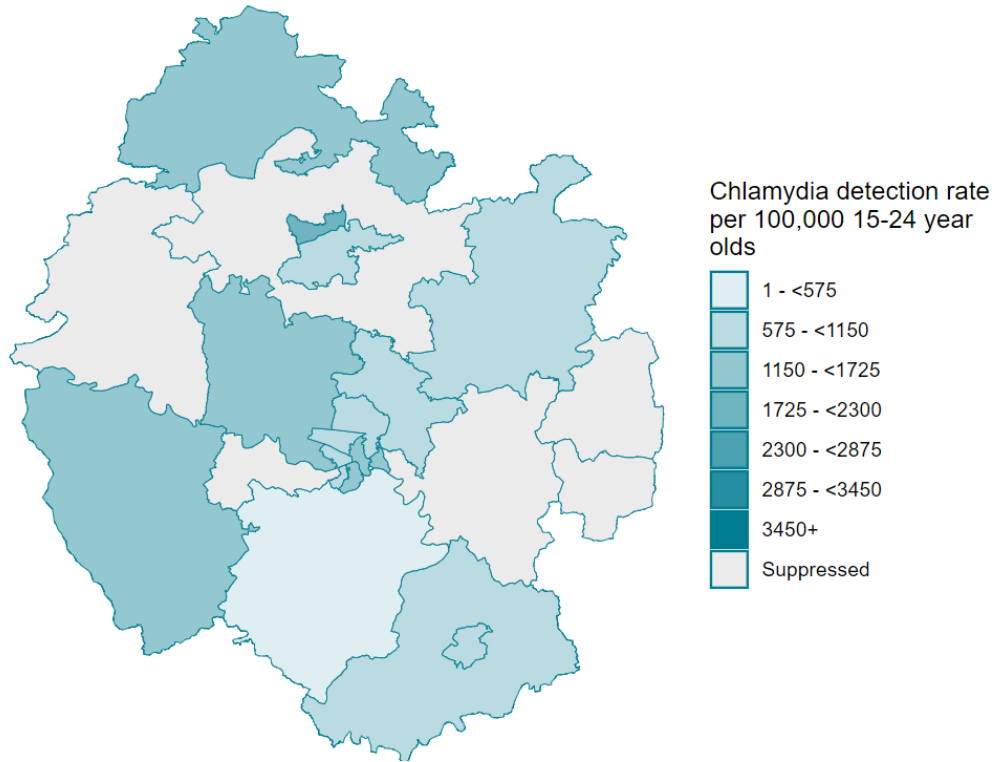 Chlamydia detection rate
per 100,000 15-24 year
olds
1 - <575
575 - <1150
1150 - <1725
1725 - <2300
2300 - <2875
2875 - <3450
3450+
Suppressed